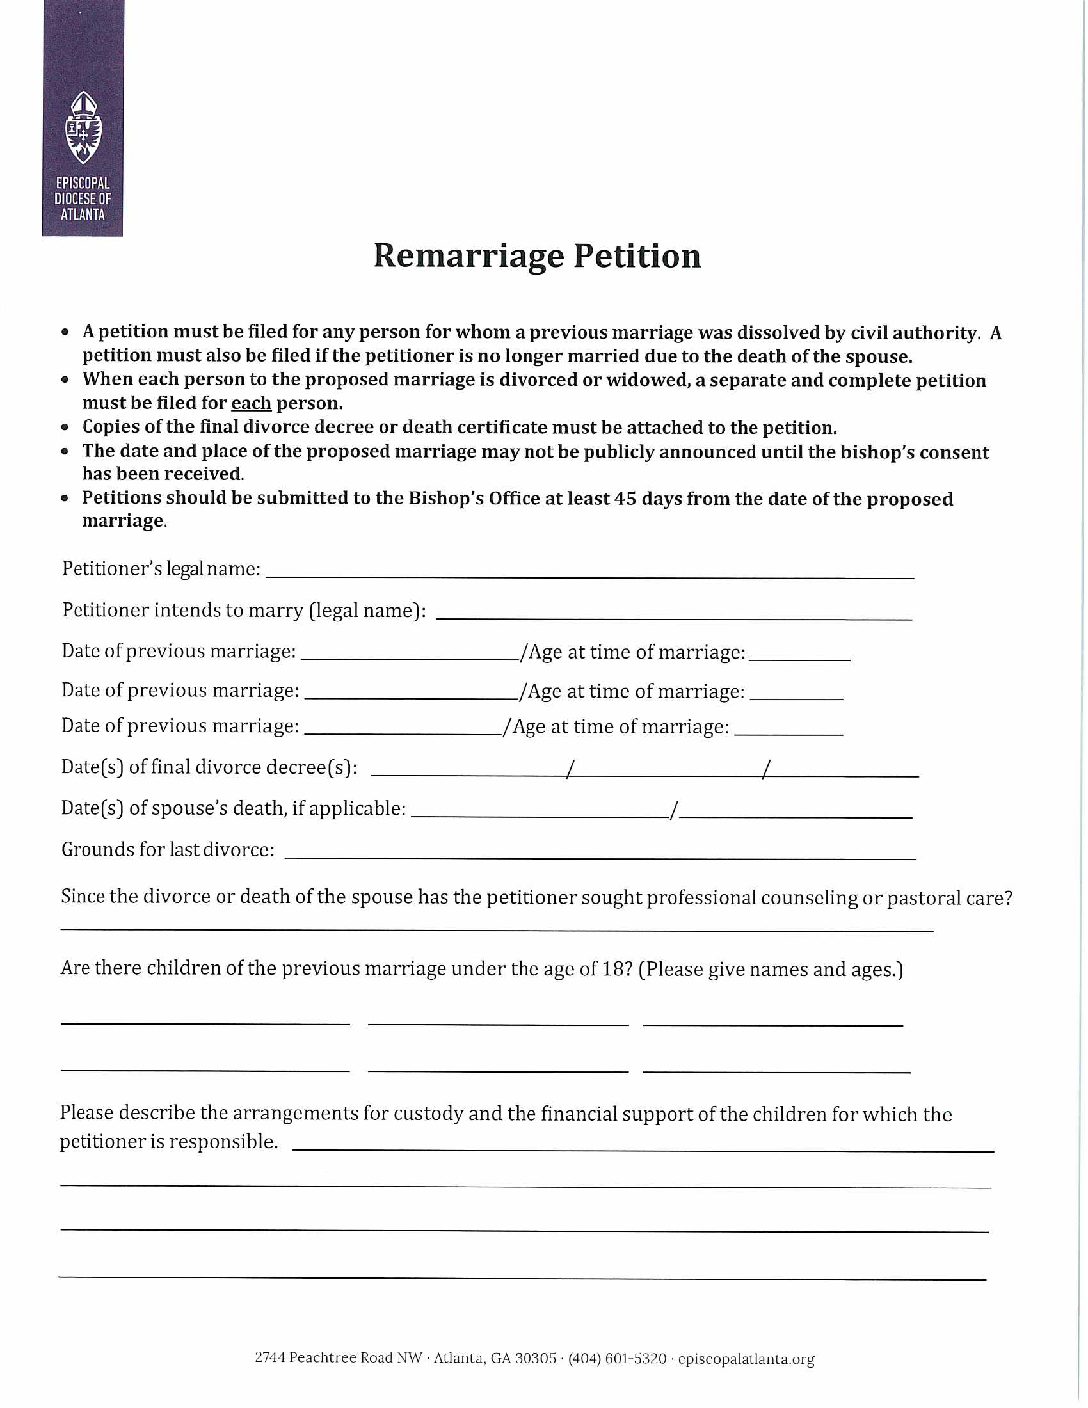 EPISCOPAL
DIOCESE OF
ATLANTA
Remarriage Petition
• A petition must be filed for any person for whom a previous marriage was dissolved by civil authority. A
petition must also be filed if the petitioner is no longer married due to the death of the spouse.
• When each person to the proposed marriage is divorced or widowed, a separate and complete petition
must be filed for each person.
• Copies of the final divorce decree or death certificate must be attached to the petition.
• The date and place of the proposed marriage may not be publicly announced until the bishop's consent
has been received.
• Petitions should be submitted to the Bishop's Office at least 45 days from the date of the proposed
marriage.
Petitioner's legal name: ____________
Petitioner intends to marry (legal name): ____________
Date of previous marriage: ____________/Age at time of marriage: ______
Date of previous marriage: ____________/Age at time of marriage: ______
Date of previous marriage: ____________/Age at time of marriage: ______
Date(s) of final divorce decree(s): ____________/____________/____________
Date(s) of spouse's death, if applicable: ____________/____________
Grounds for last divorce: ____________
Since the divorce or death of the spouse has the petitioner sought professional counseling or pastoral care?
Are there children of the previous marriage under the age of 18? (Please give names and ages.)
Please describe the arrangements for custody and the financial support of the children for which the
petitioner is responsible. ____________
2744 Peachtree Road NW · Atlanta, GA 30305 · (404) 601-5320 · episcopalatlanta.org